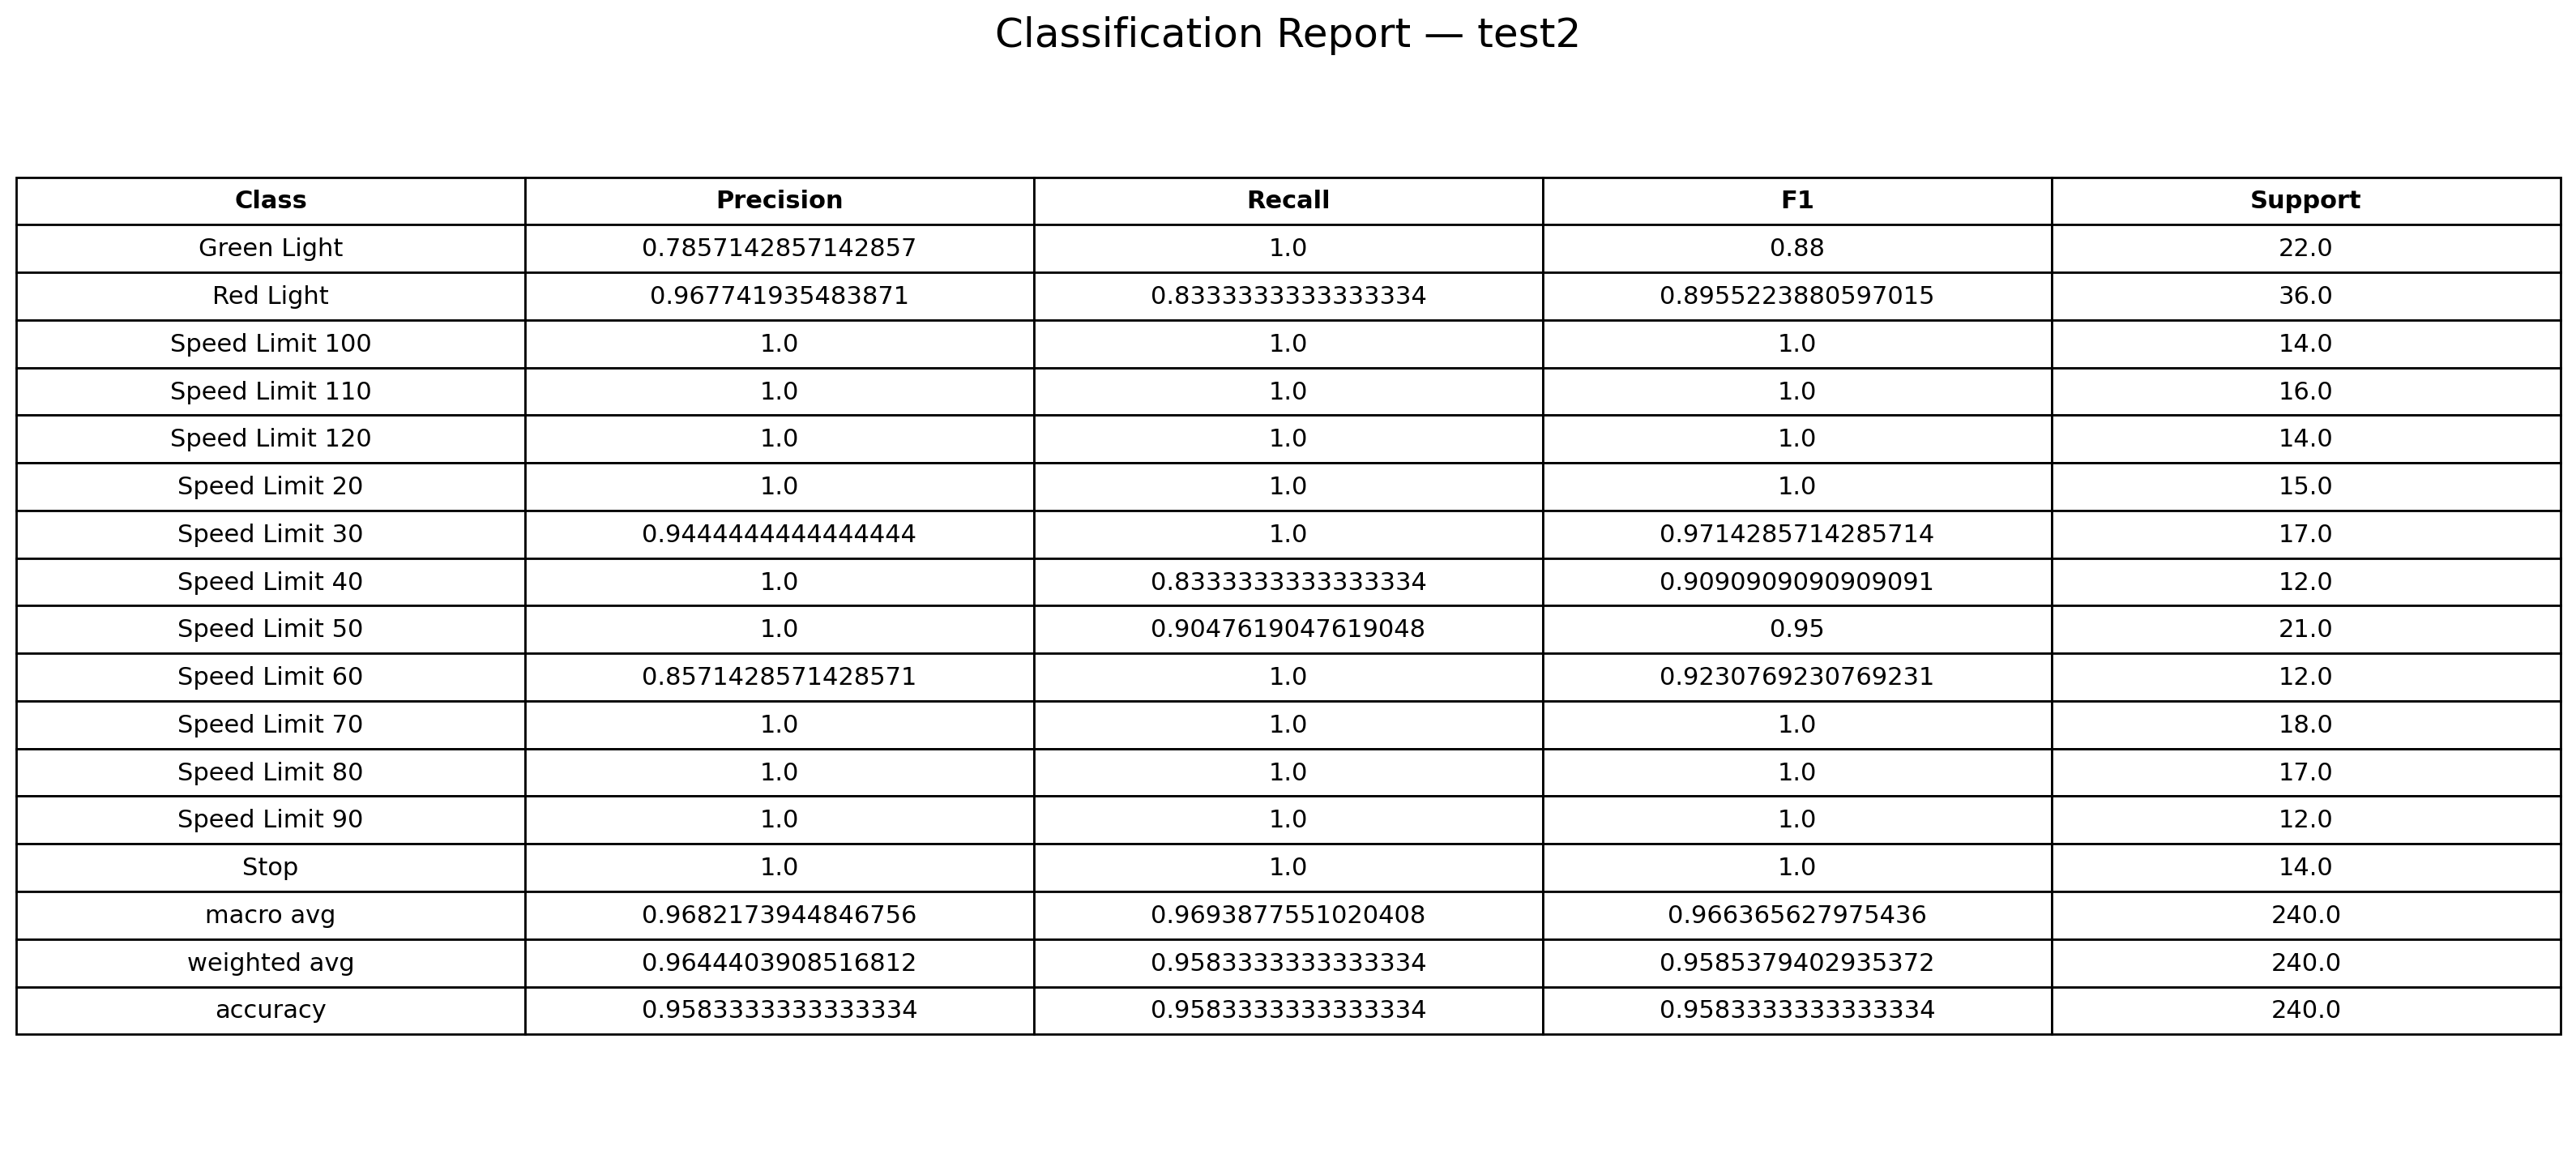 Classification Report — test2
Class Precision Recall F1 Support
Green Light 0.7857142857142857 1.0 0.88 22.0
Red Light 0.967741935483871 0.8333333333333334 0.8955223880597015 36.0
Speed Limit 100 1.0 1.0 1.0 14.0
Speed Limit 110 1.0 1.0 1.0 16.0
Speed Limit 120 1.0 1.0 1.0 14.0
Speed Limit 20 1.0 1.0 1.0 15.0
Speed Limit 30 0.9444444444444444 1.0 0.9714285714285714 17.0
Speed Limit 40 1.0 0.8333333333333334 0.9090909090909091 12.0
Speed Limit 50 1.0 0.9047619047619048 0.95 21.0
Speed Limit 60 0.8571428571428571 1.0 0.9230769230769231 12.0
Speed Limit 70 1.0 1.0 1.0 18.0
Speed Limit 80 1.0 1.0 1.0 17.0
Speed Limit 90 1.0 1.0 1.0 12.0
Stop 1.0 1.0 1.0 14.0
macro avg 0.9682173944846756 0.9693877551020408 0.966365627975436 240.0
weighted avg 0.9644403908516812 0.9583333333333334 0.9585379402935372 240.0
accuracy 0.9583333333333334 0.9583333333333334 0.9583333333333334 240.0